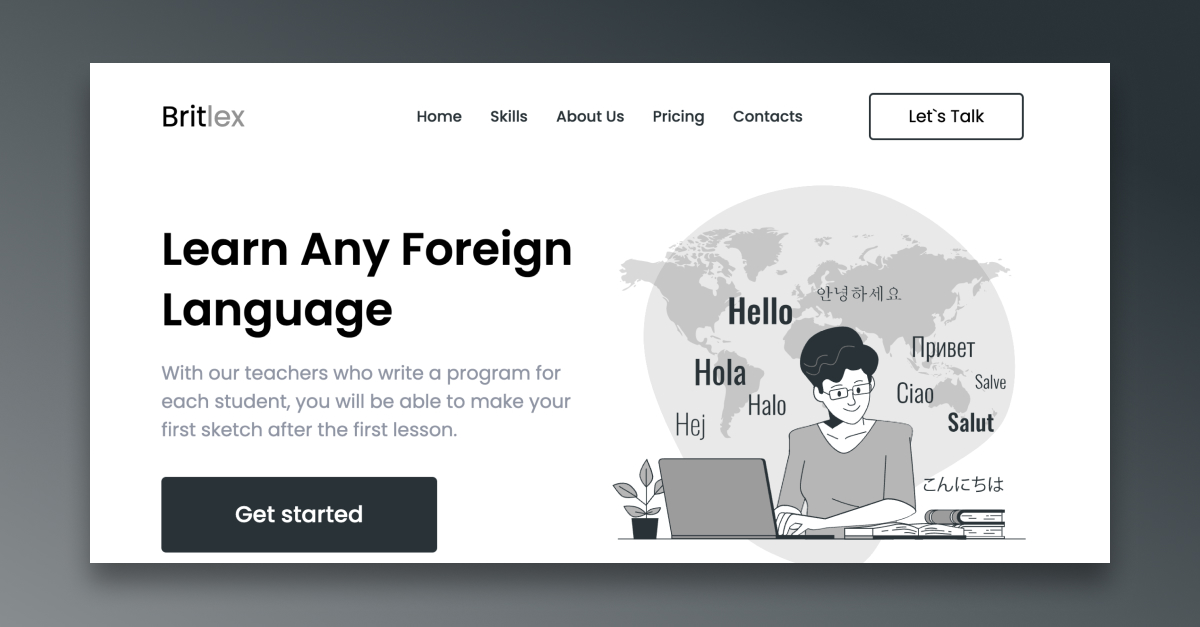 Britlex
Home Skills About Us Pricing Contacts
Let`s Talk
Learn Any Foreign
Language
With our teachers who write a program for
each student, you will be able to make your
first sketch after the first lesson.
Get started
안녕하세요
Hello
Привет
Hola
Salve
Ciao
Halo
Hej
Salut
こんにちは